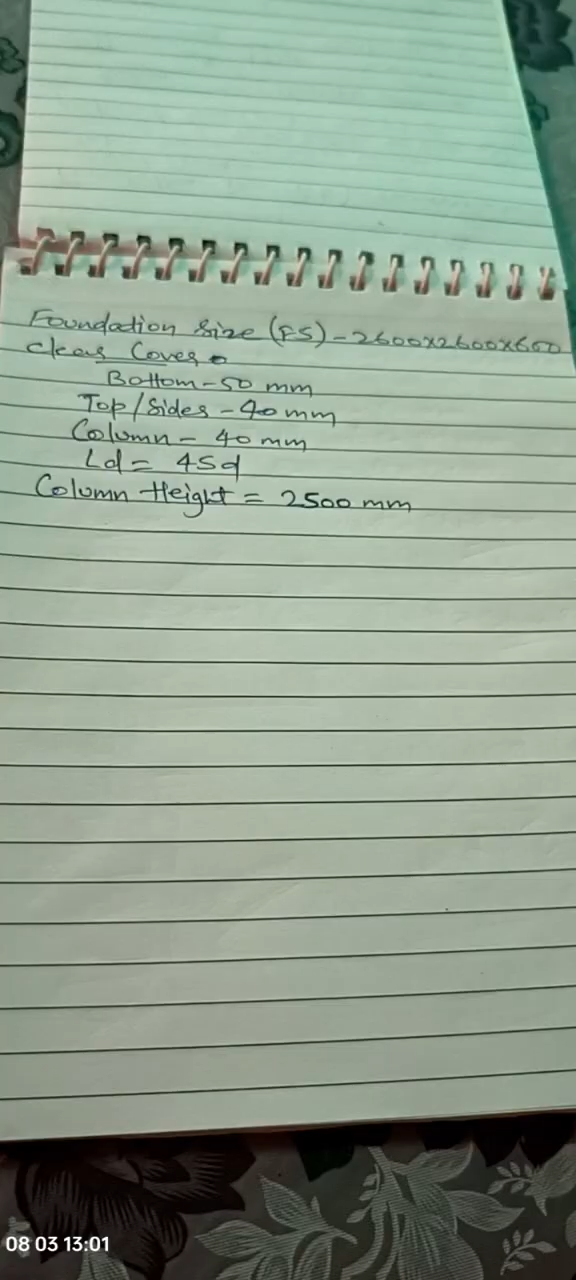 Foundation Size (FS) - 2600x2600x600
Clear Cover
Bottom - 50 mm
Top/Sides - 40 mm
Column - 40 mm
Ld = 45d
Column Height = 2500 mm
08 03 13:01